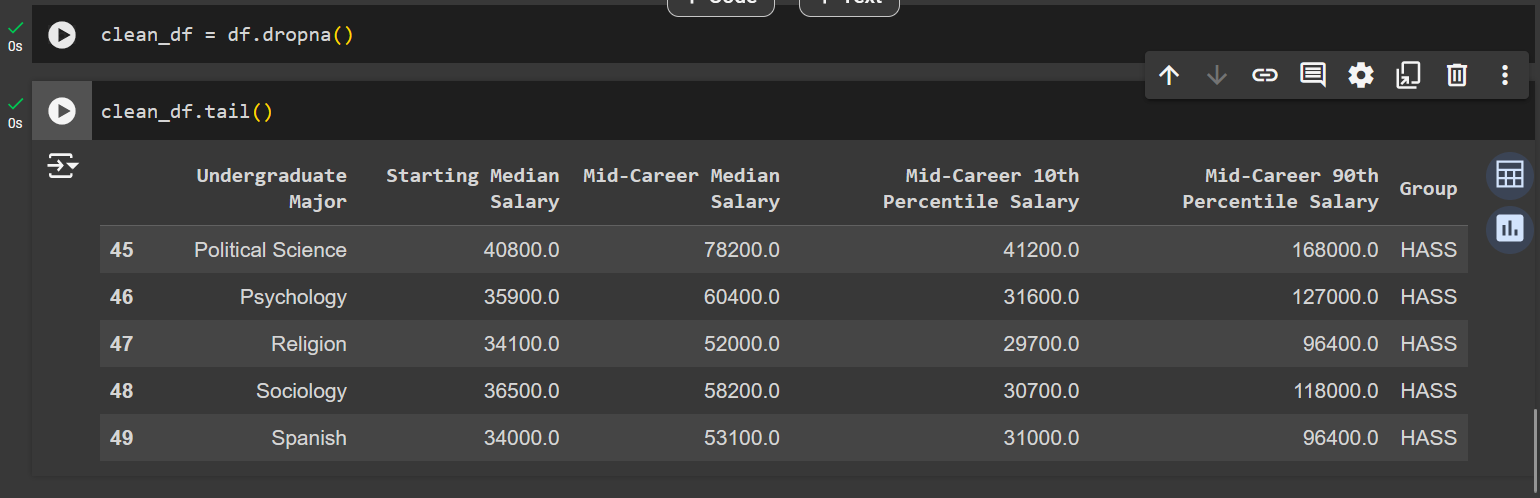 + Code + Text
clean_df = df.dropna()
0s
clean_df.tail()
0s
Undergraduate Major Starting Median Salary Mid-Career Median Salary Mid-Career 10th Percentile Salary Mid-Career 90th Percentile Salary Group
45 Political Science 40800.0 78200.0 41200.0 168000.0 HASS
46 Psychology 35900.0 60400.0 31600.0 127000.0 HASS
47 Religion 34100.0 52000.0 29700.0 96400.0 HASS
48 Sociology 36500.0 58200.0 30700.0 118000.0 HASS
49 Spanish 34000.0 53100.0 31000.0 96400.0 HASS